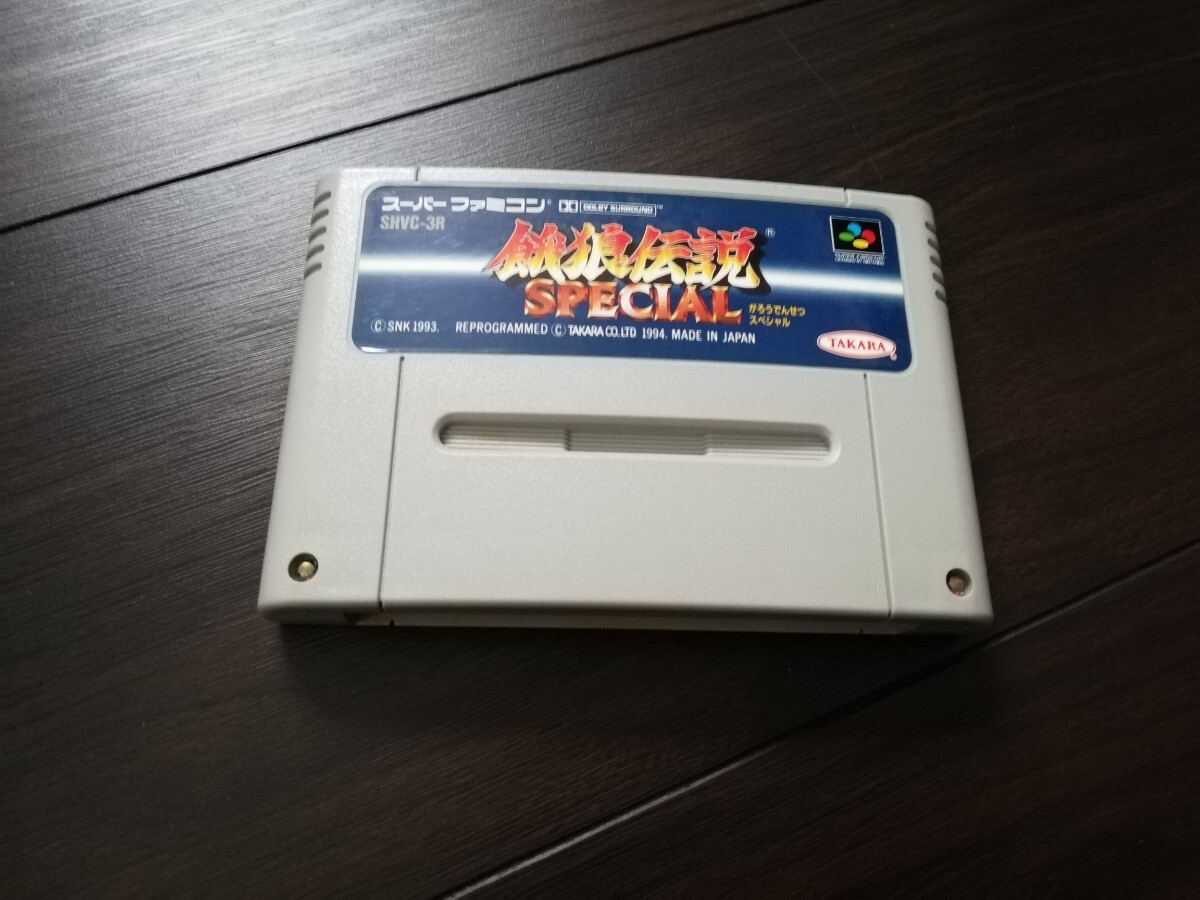 スーパーファミコン® DOLBY SURROUND™
SHVC-3R
餓狼伝説®
SPECIAL
がろうでんせつ
スペシャル
© SNK 1993. REPROGRAMMED © TAKARA CO.,LTD 1994. MADE IN JAPAN
TAKARA